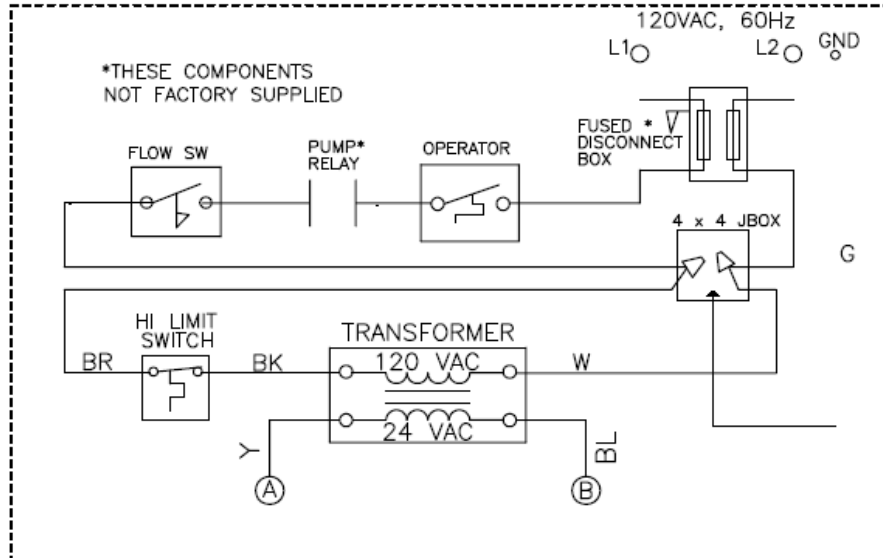 120VAC, 60Hz
L1
L2
GND
*THESE COMPONENTS
NOT FACTORY SUPPLIED
FLOW SW
PUMP*
RELAY
OPERATOR
FUSED *
DISCONNECT
BOX
4 x 4 JBOX
G
HI LIMIT
SWITCH
TRANSFORMER
BR
BK
120 VAC
W
24 VAC
Y
BL
A
B